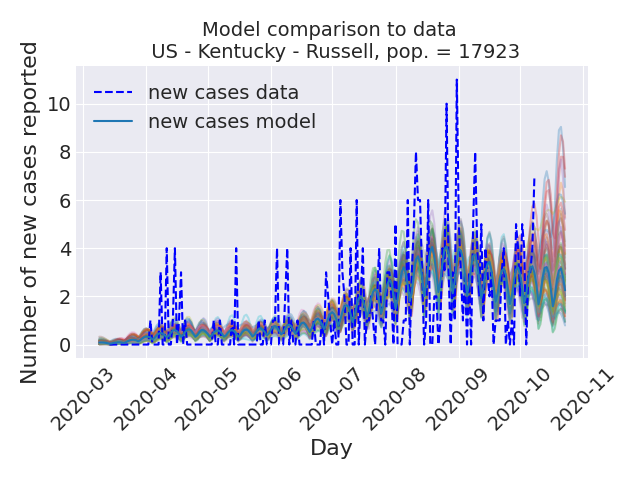 Model comparison to data
US - Kentucky - Russell, pop. = 17923
Number of new cases reported
10
8
6
4
2
0
new cases data
new cases model
2020-03
2020-04
2020-05
2020-06
2020-07
2020-08
2020-09
2020-10
2020-11
Day